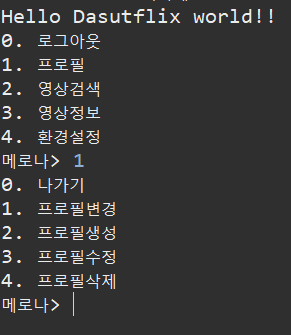 Hello Dasutflix world!!
0. 로그아웃
1. 프로필
2. 영상검색
3. 영상정보
4. 환경설정
메로나> 1
0. 나가기
1. 프로필변경
2. 프로필생성
3. 프로필수정
4. 프로필삭제
메로나>